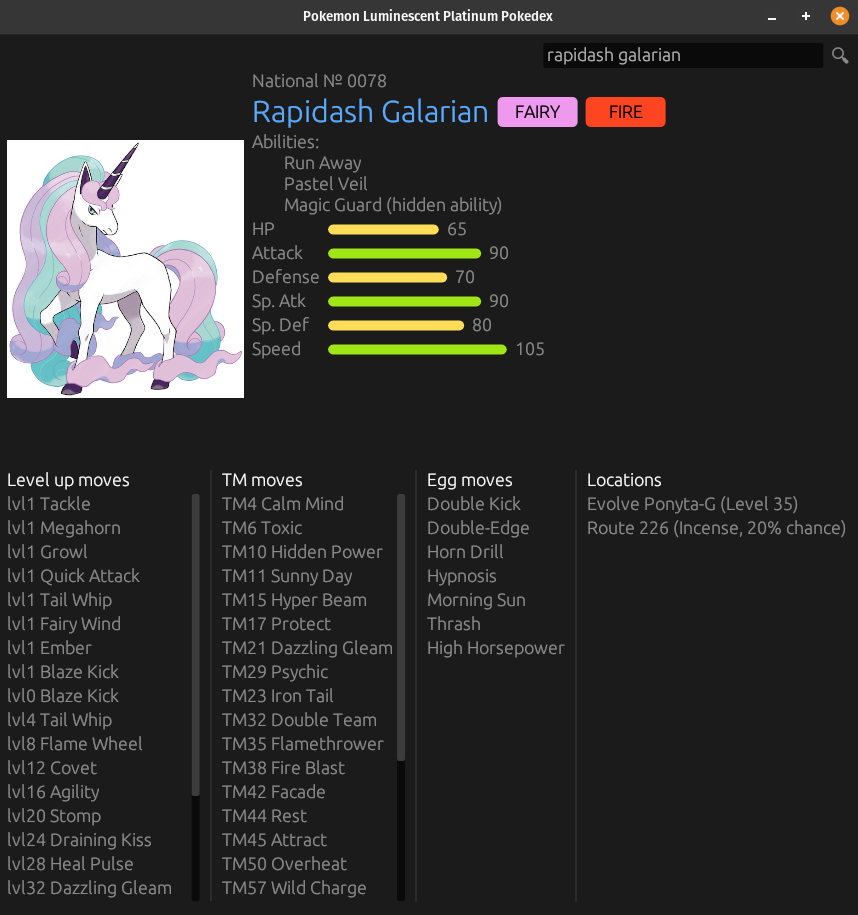 Pokemon Luminescent Platinum Pokedex
rapidash galarian
National № 0078
Rapidash Galarian FAIRY FIRE
Abilities:
Run Away
Pastel Veil
Magic Guard (hidden ability)
HP 65
Attack 90
Defense 70
Sp. Atk 90
Sp. Def 80
Speed 105
Level up moves
lvl1 Tackle
lvl1 Megahorn
lvl1 Growl
lvl1 Quick Attack
lvl1 Tail Whip
lvl1 Fairy Wind
lvl1 Ember
lvl1 Blaze Kick
lvl0 Blaze Kick
lvl4 Tail Whip
lvl8 Flame Wheel
lvl12 Covet
lvl16 Agility
lvl20 Stomp
lvl24 Draining Kiss
lvl28 Heal Pulse
lvl32 Dazzling Gleam
TM moves
TM4 Calm Mind
TM6 Toxic
TM10 Hidden Power
TM11 Sunny Day
TM15 Hyper Beam
TM17 Protect
TM21 Dazzling Gleam
TM29 Psychic
TM23 Iron Tail
TM32 Double Team
TM35 Flamethrower
TM38 Fire Blast
TM42 Facade
TM44 Rest
TM45 Attract
TM50 Overheat
TM57 Wild Charge
Egg moves
Double Kick
Double-Edge
Horn Drill
Hypnosis
Morning Sun
Thrash
High Horsepower
Locations
Evolve Ponyta-G (Level 35)
Route 226 (Incense, 20% chance)